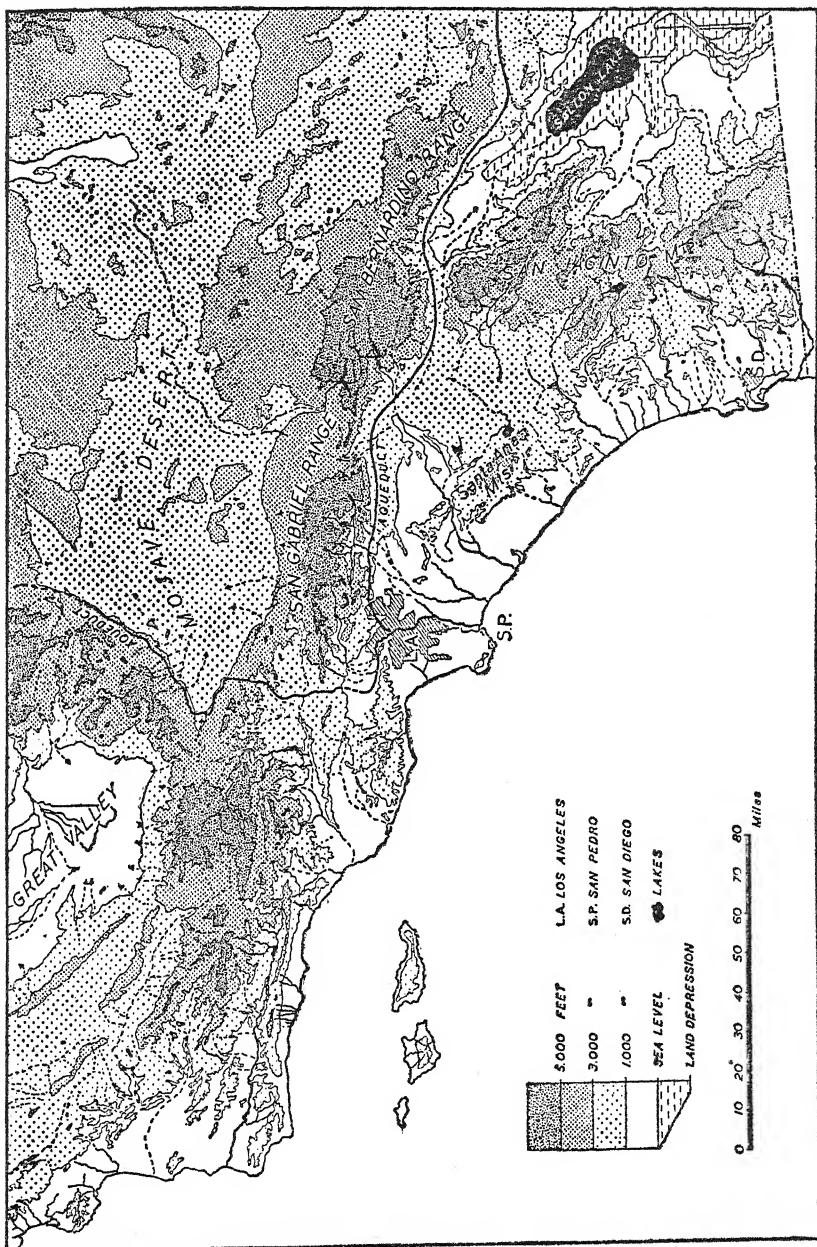 GREAT VALLEY
AQUEDUCT
MOJAVE DESERT
SAN GABRIEL RANGE
SAN BERNARDINO RANGE
AQUEDUCT
L.A.
S.P.
Santa Ana
Mts.
SAN JACINTO MTS
SALTON LAKE
S.D.
5.000 FEET
3.000 "
1.000 "
SEA LEVEL
LAND DEPRESSION
L.A. LOS ANGELES
S.P. SAN PEDRO
S.D. SAN DIEGO
LAKES
0 10 20 30 40 50 60 70 80
Miles